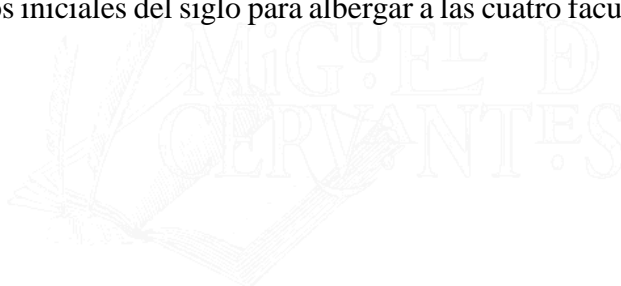 os iniciales del siglo para albergar a las cuatro facu
MIGUEL D
CERVANTES